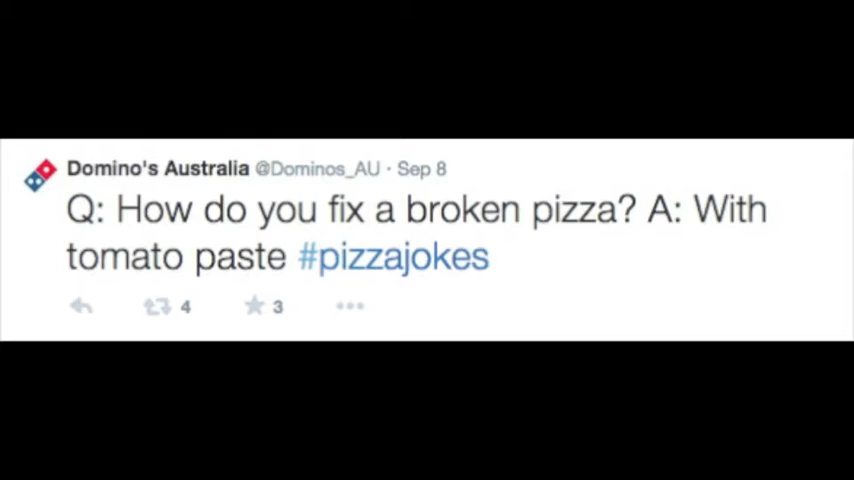 Domino's Australia @Dominos_AU · Sep 8
Q: How do you fix a broken pizza? A: With
tomato paste #pizzajokes
4 3